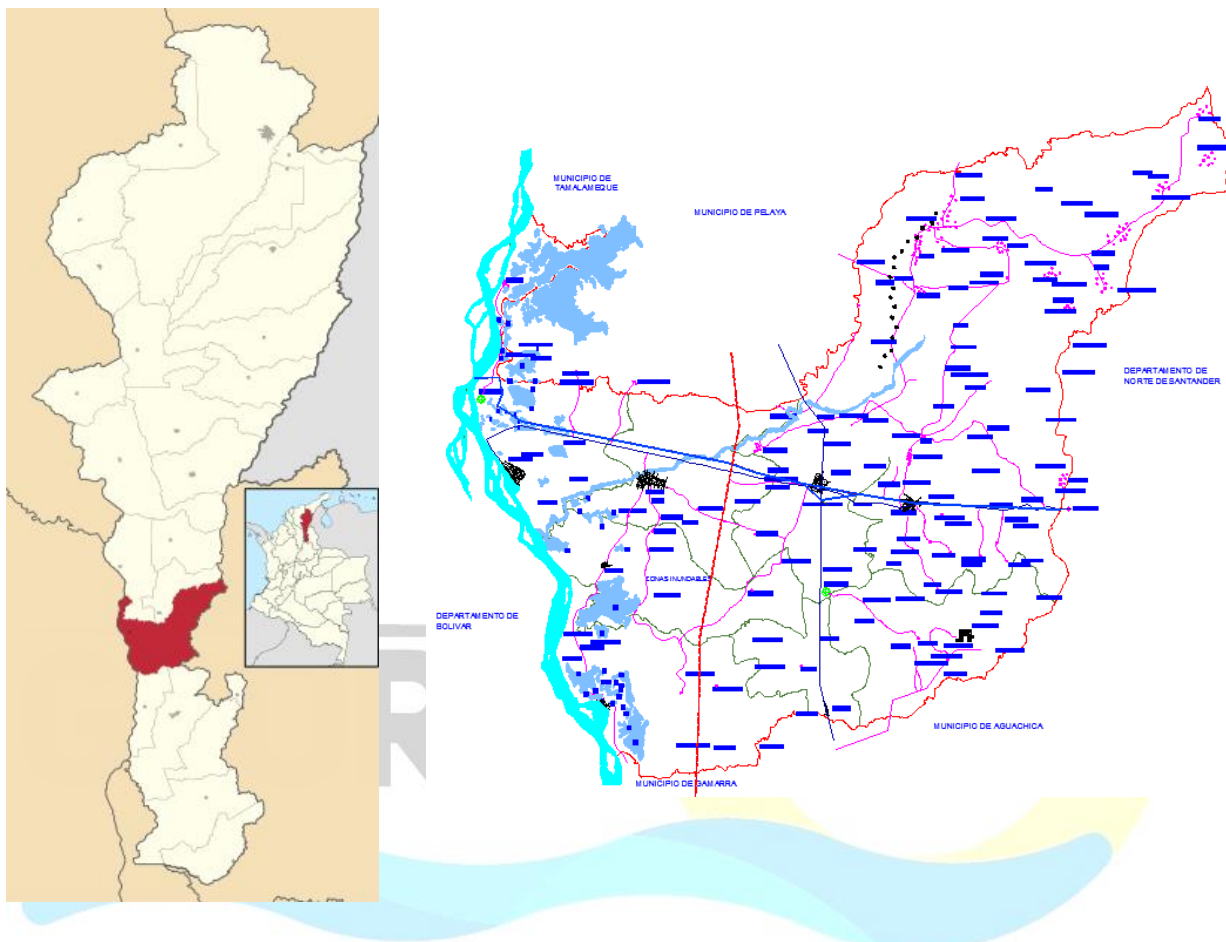 MUNICIPIO DE
TAMALAMEQUE
MUNICIPIO DE PELAYA
DEPARTAMENTO DE
NORTE DE SANTANDER
ZONAS INUNDABLES
DEPARTAMENTO DE
BOLIVAR
MUNICIPIO DE AGUACHICA
MUNICIPIO DE GAMARRA